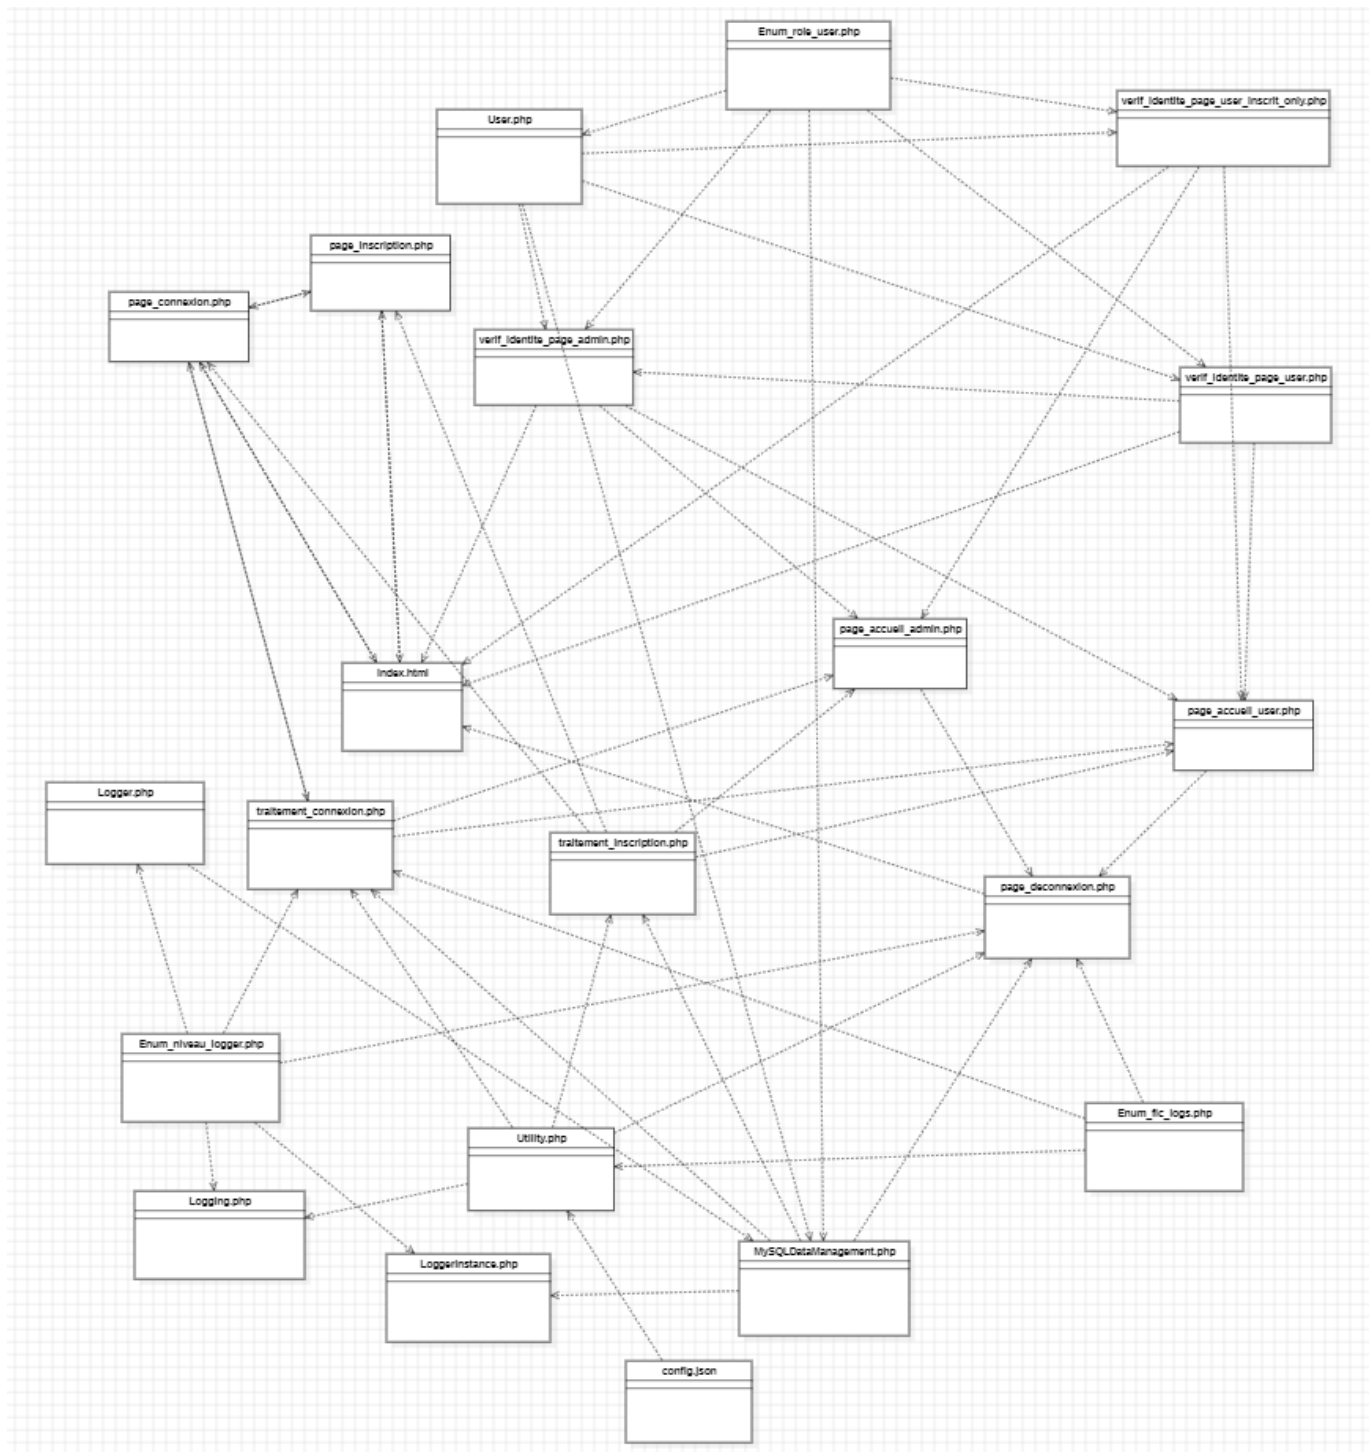 Enum_role_user.php
verif_identite_page_user_inscrit_only.php
User.php
page_inscription.php
page_connexion.php
verif_identite_page_admin.php
verif_identite_page_user.php
page_accueil_admin.php
index.html
page_accueil_user.php
Logger.php
traitement_connexion.php
traitement_inscription.php
page_deconnexion.php
Enum_niveau_logger.php
Enum_fic_logs.php
Utility.php
Logging.php
MySQLDataManagement.php
LoggerInstance.php
config.json